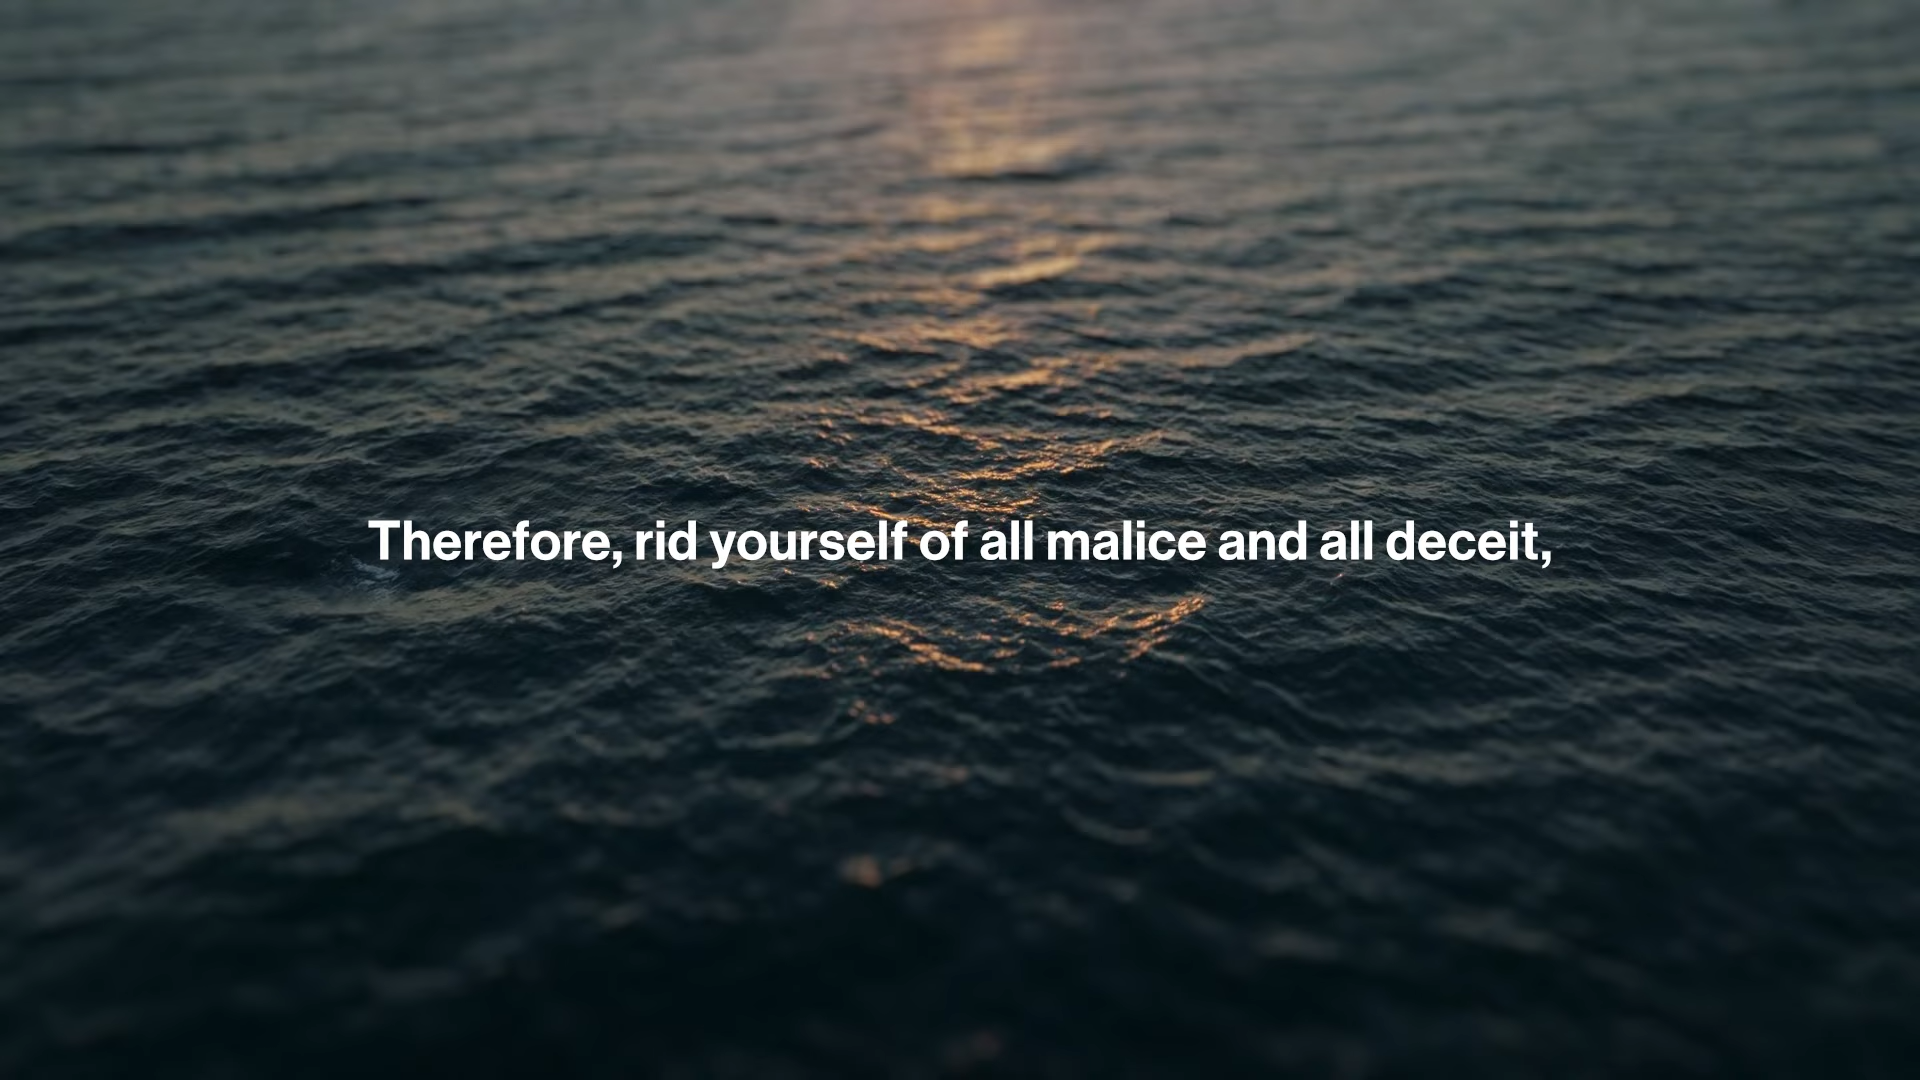 Therefore, rid yourself of all malice and all deceit,